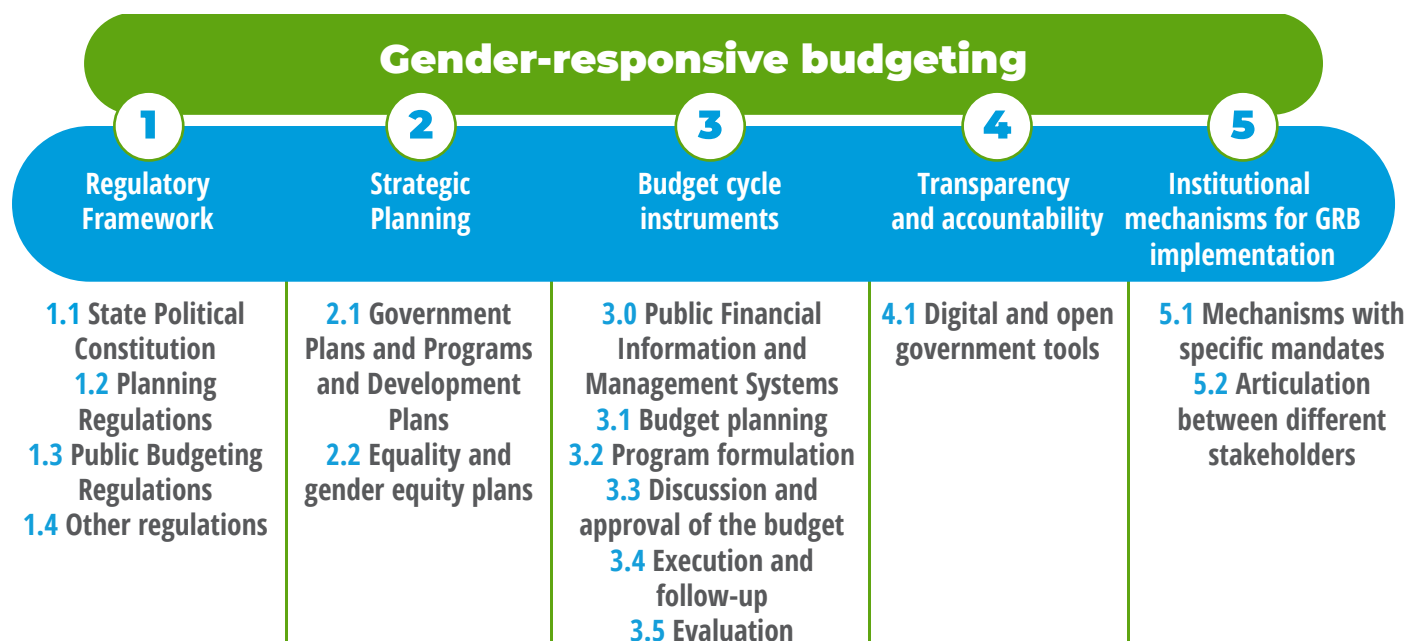 Gender-responsive budgeting
1
Regulatory
Framework
1.1 State Political
Constitution
1.2 Planning
Regulations
1.3 Public Budgeting
Regulations
1.4 Other regulations
2
Strategic
Planning
2.1 Government
Plans and Programs
and Development
Plans
2.2 Equality and
gender equity plans
3
Budget cycle
instruments
3.0 Public Financial
Information and
Management Systems
3.1 Budget planning
3.2 Program formulation
3.3 Discussion and
approval of the budget
3.4 Execution and
follow-up
3.5 Evaluation
4
Transparency
and accountability
4.1 Digital and open
government tools
5
Institutional
mechanisms for GRB
implementation
5.1 Mechanisms with
specific mandates
5.2 Articulation
between different
stakeholders